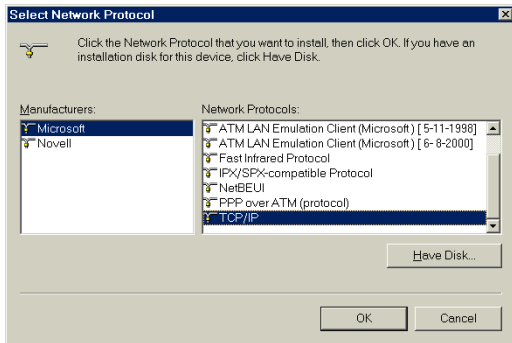 Select Network Protocol
Click the Network Protocol that you want to install, then click OK. If you have an
installation disk for this device, click Have Disk.
Manufacturers:
Microsoft
Novell
Network Protocols:
ATM LAN Emulation Client (Microsoft) [ 5-11-1998]
ATM LAN Emulation Client (Microsoft) [ 6- 8-2000]
Fast Infrared Protocol
IPX/SPX-compatible Protocol
NetBEUI
PPP over ATM (protocol)
TCP/IP
Have Disk...
OK
Cancel